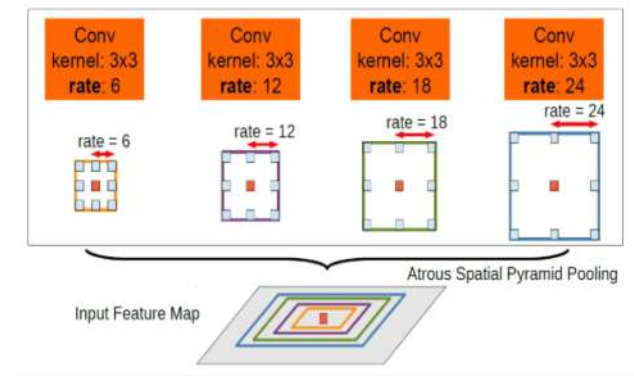 Conv
kernel: 3x3
rate: 6
Conv
kernel: 3x3
rate: 12
Conv
kernel: 3x3
rate: 18
Conv
kernel: 3x3
rate: 24
rate = 6
rate = 12
rate = 18
rate = 24
Atrous Spatial Pyramid Pooling
Input Feature Map